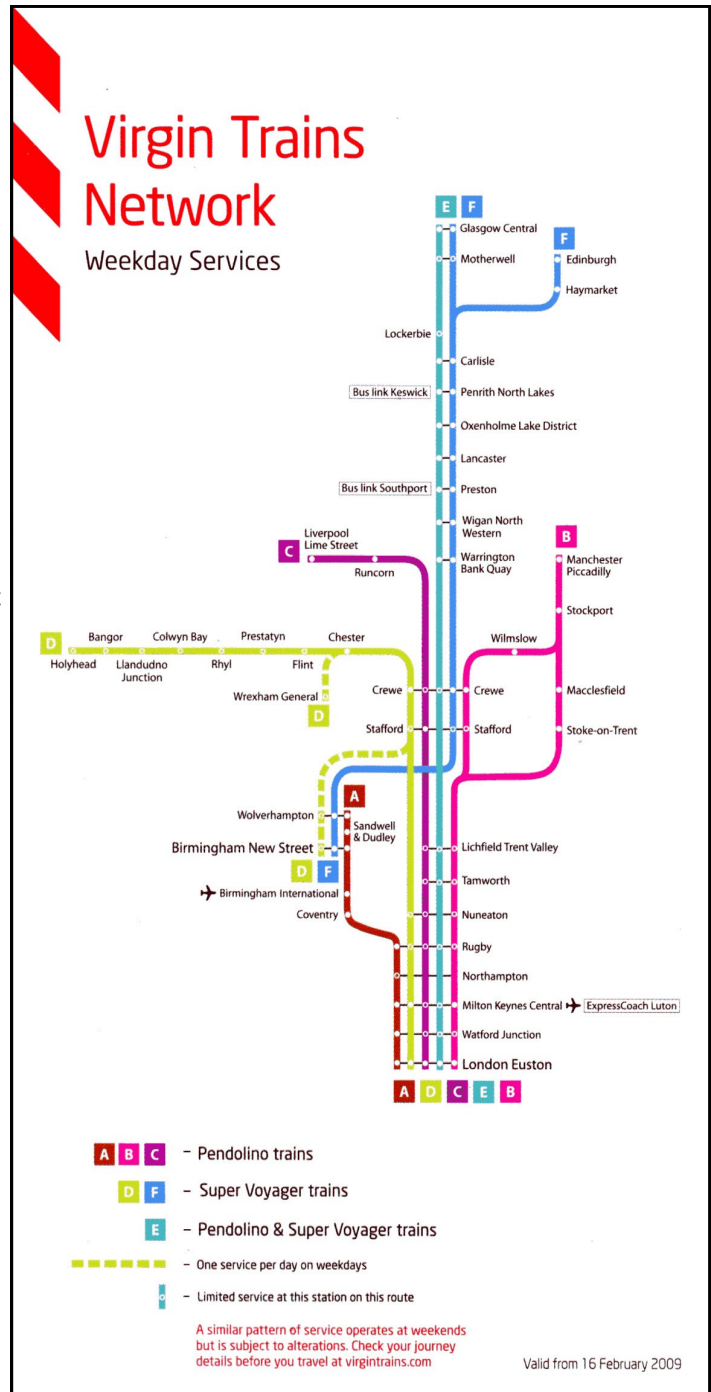 Virgin Trains
Network
Weekday Services
E F
Glasgow Central
F
Motherwell
Edinburgh
Haymarket
Lockerbie
Carlisle
Bus link Keswick
Penrith North Lakes
Oxenholme Lake District
Lancaster
Bus link Southport
Preston
Wigan North
Western
Liverpool
Lime Street
C
B
Runcorn
Warrington
Bank Quay
Manchester
Piccadilly
Stockport
D
Bangor
Colwyn Bay
Prestatyn
Chester
Wilmslow
Holyhead
Llandudno
Junction
Rhyl
Flint
Crewe
Crewe
Macclesfield
Wrexham General
D
Stafford
Stafford
Stoke-on-Trent
A
Wolverhampton
Sandwell
& Dudley
Birmingham New Street
Lichfield Trent Valley
D F
Tamworth
Birmingham International
Coventry
Nuneaton
Rugby
Northampton
Milton Keynes Central
ExpressCoach Luton
Watford Junction
London Euston
A D C E B
A B C – Pendolino trains
D F – Super Voyager trains
E – Pendolino & Super Voyager trains
– One service per day on weekdays
– Limited service at this station on this route
A similar pattern of service operates at weekends
but is subject to alterations. Check your journey
details before you travel at virgintrains.com
Valid from 16 February 2009